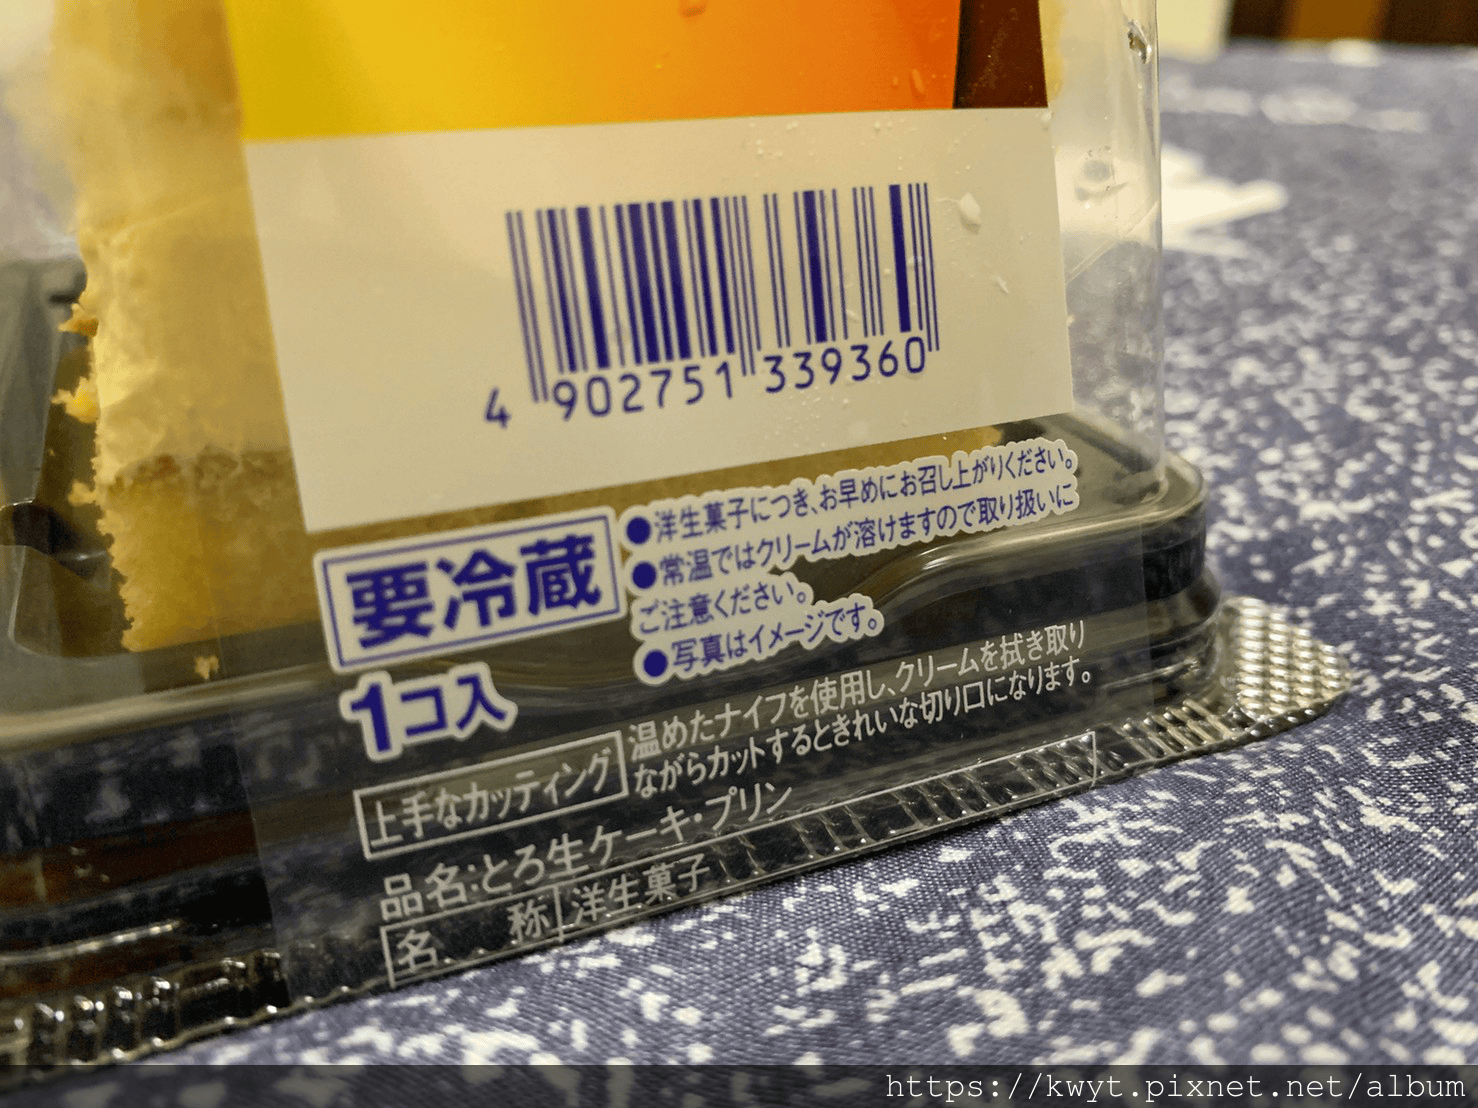 4 902751 339360
要冷蔵
1コ入
●洋生菓子につき、お早めにお召し上がりください。
●常温ではクリームが溶けますので取り扱いに
ご注意ください。
●写真はイメージです。
上手なカッティング
温めたナイフを使用し、クリームを拭き取り
ながらカットするときれいな切り口になります。
品名:とろ生ケーキ・プリン
名称 洋生菓子
https://kwyt.pixnet.net/album